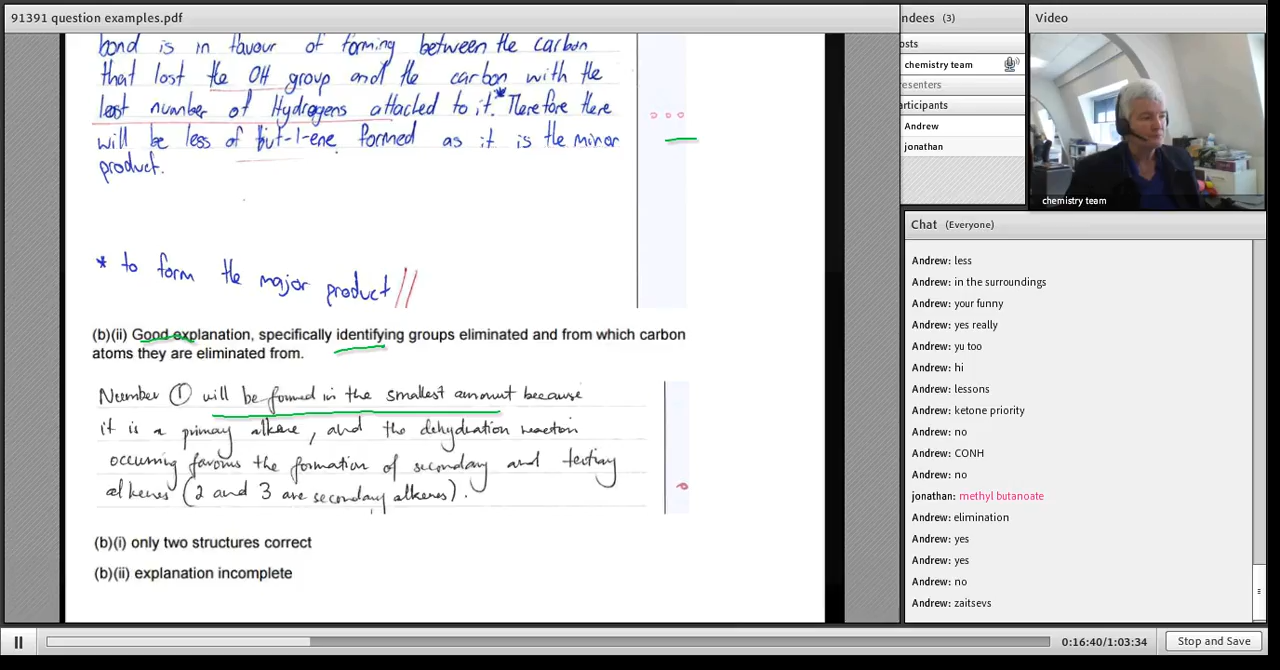 91391 question examples.pdf
bond is in favour of forming between the carbon
that lost the OH group and the carbon with the
least number of Hydrogens attached to it.* Therefore there
will be less of but-1-ene formed as it is the minor
product.
* to form the major product //
(b)(ii) Good explanation, specifically identifying groups eliminated and from which carbon
atoms they are eliminated from.
Number ① will be formed in the smallest amount because
it is a primary alkene, and the dehydration reaction
occurring favours the formation of secondary and tertiary
alkenes (2 and 3 are secondary alkenes).
(b)(i) only two structures correct
(b)(ii) explanation incomplete
ndees (3)
osts
chemistry team
resenters
articipants
Andrew
jonathan
Video
chemistry team
Chat (Everyone)
Andrew: less
Andrew: in the surroundings
Andrew: your funny
Andrew: yes really
Andrew: yu too
Andrew: hi
Andrew: lessons
Andrew: ketone priority
Andrew: no
Andrew: CONH
Andrew: no
jonathan: methyl butanoate
Andrew: elimination
Andrew: yes
Andrew: yes
Andrew: no
Andrew: zaitsevs
0:16:40/1:03:34
Stop and Save